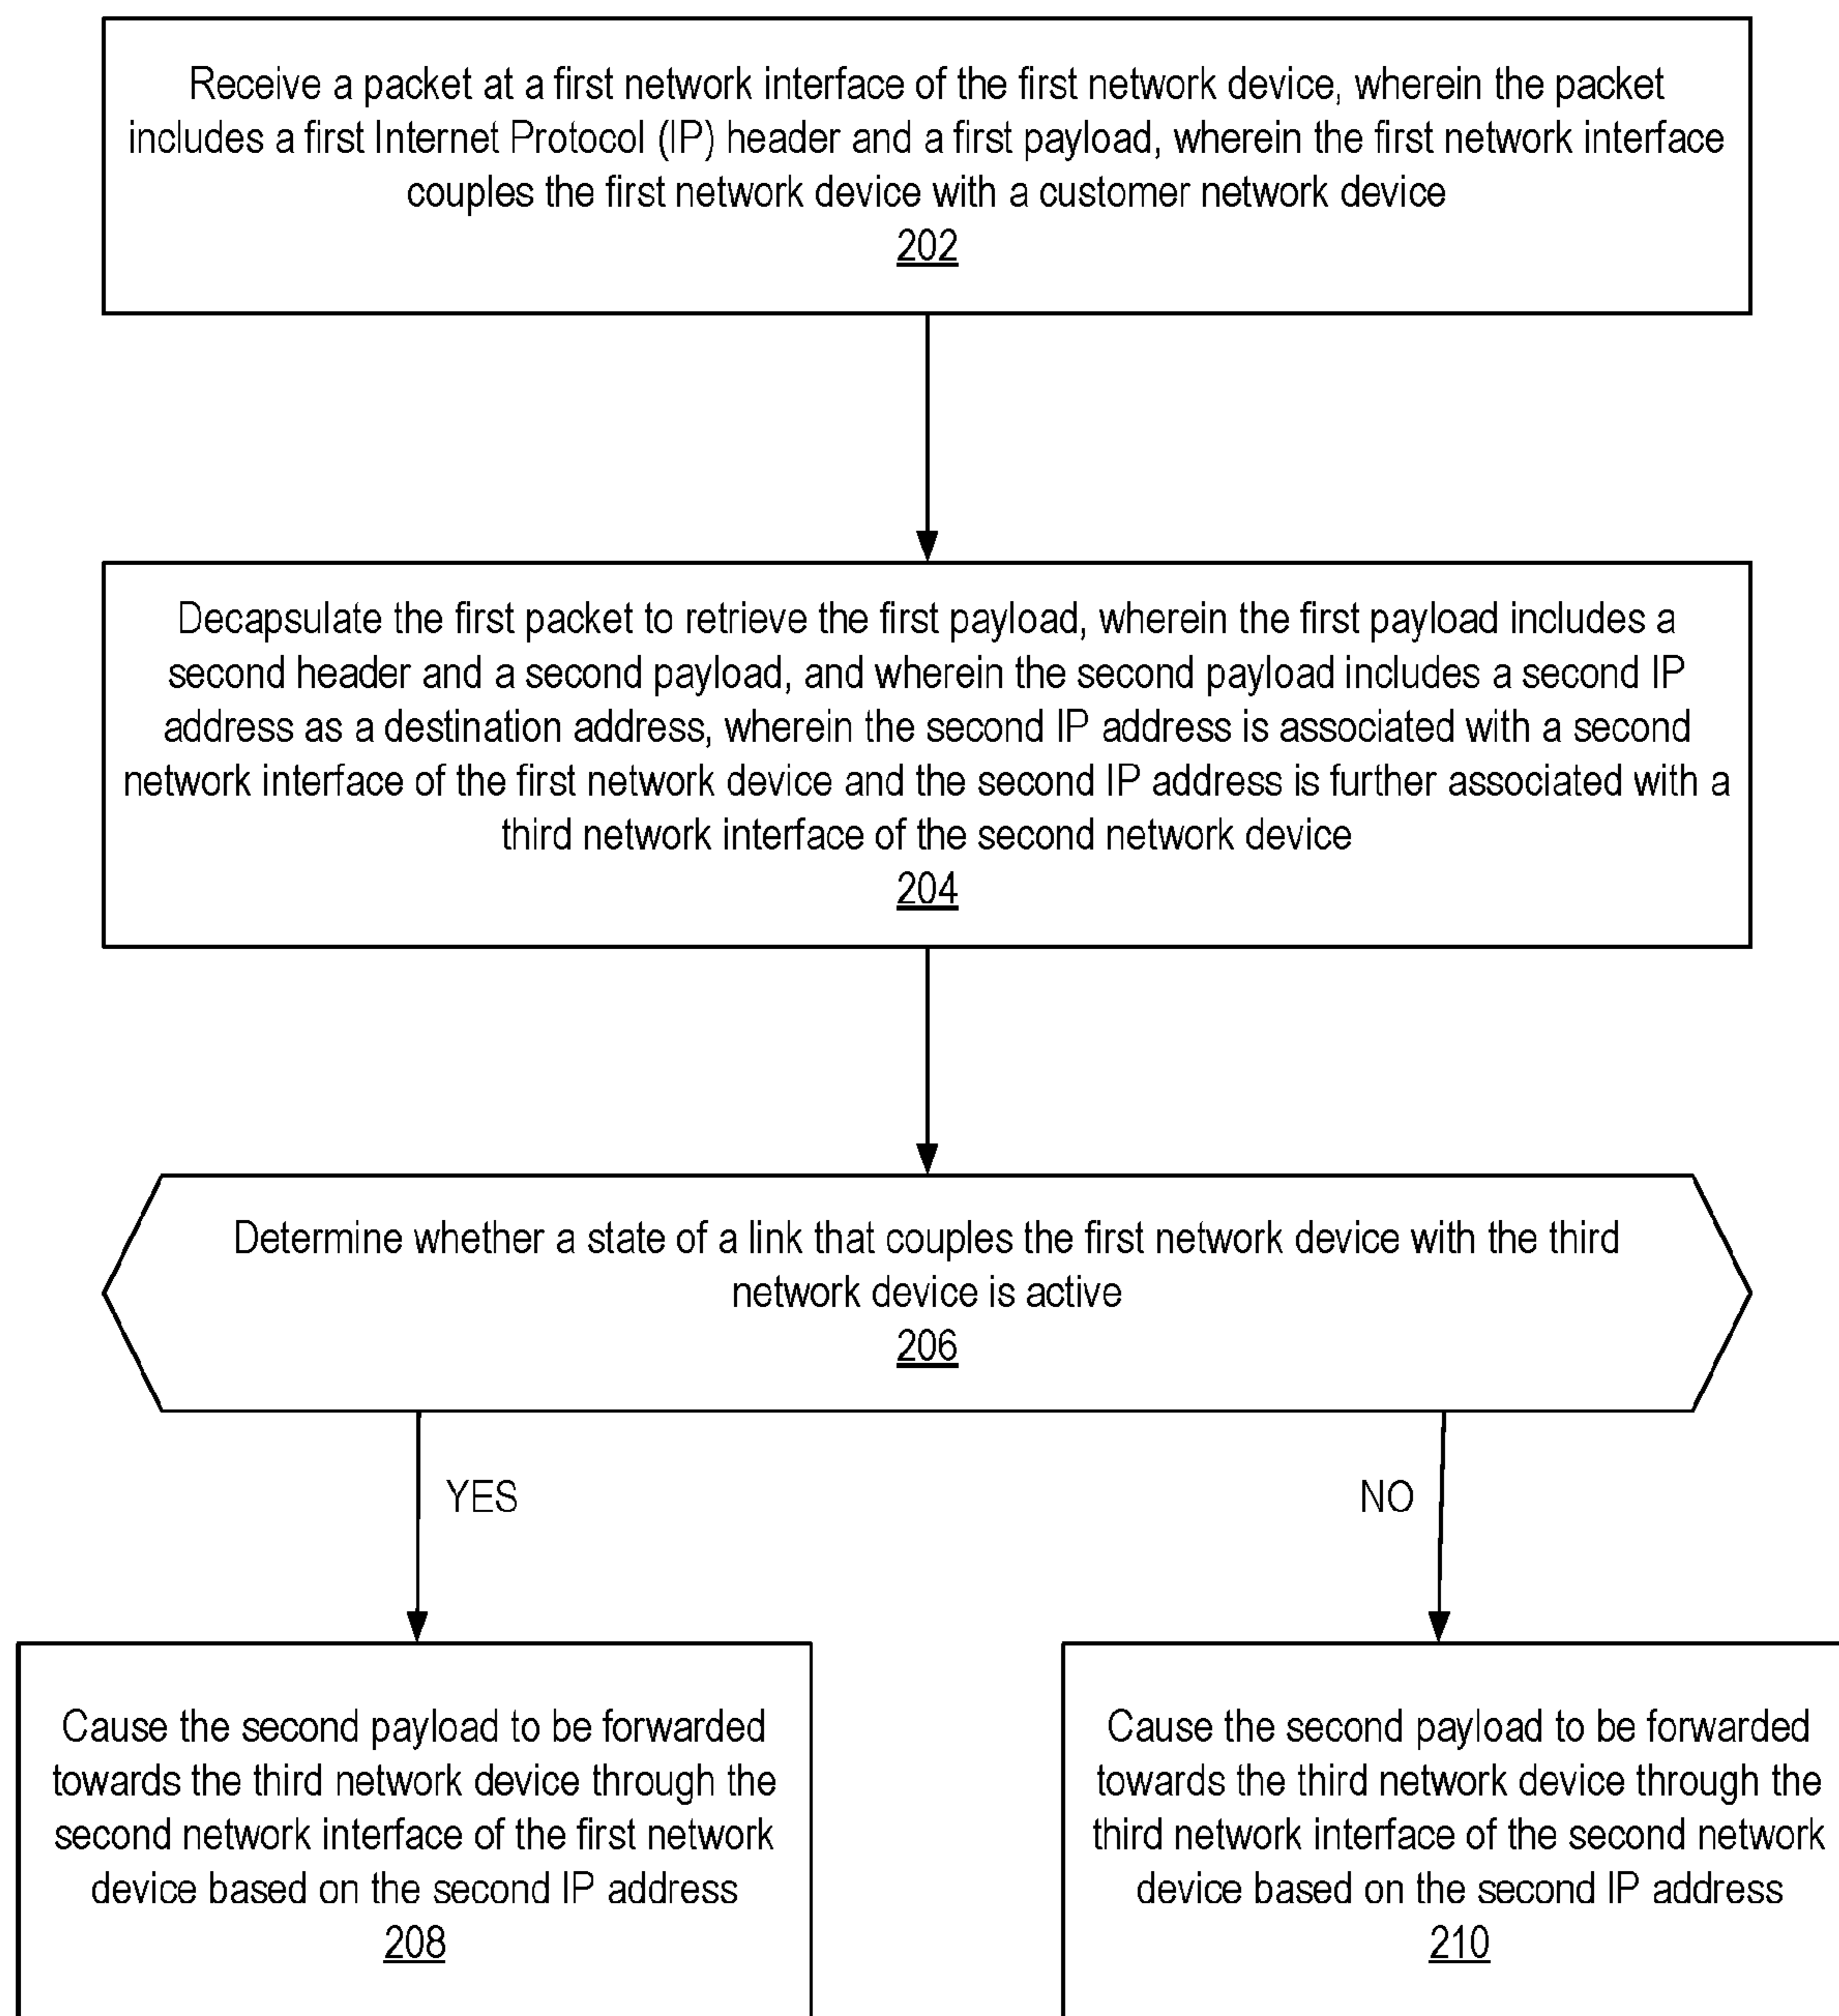 Receive a packet at a first network interface of the first network device, wherein the packet
includes a first Internet Protocol (IP) header and a first payload, wherein the first network interface
couples the first network device with a customer network device
202
Decapsulate the first packet to retrieve the first payload, wherein the first payload includes a
second header and a second payload, and wherein the second payload includes a second IP
address as a destination address, wherein the second IP address is associated with a second
network interface of the first network device and the second IP address is further associated with a
third network interface of the second network device
204
Determine whether a state of a link that couples the first network device with the third
network device is active
206
YES
NO
Cause the second payload to be forwarded
towards the third network device through the
second network interface of the first network
device based on the second IP address
208
Cause the second payload to be forwarded
towards the third network device through the
third network interface of the second network
device based on the second IP address
210